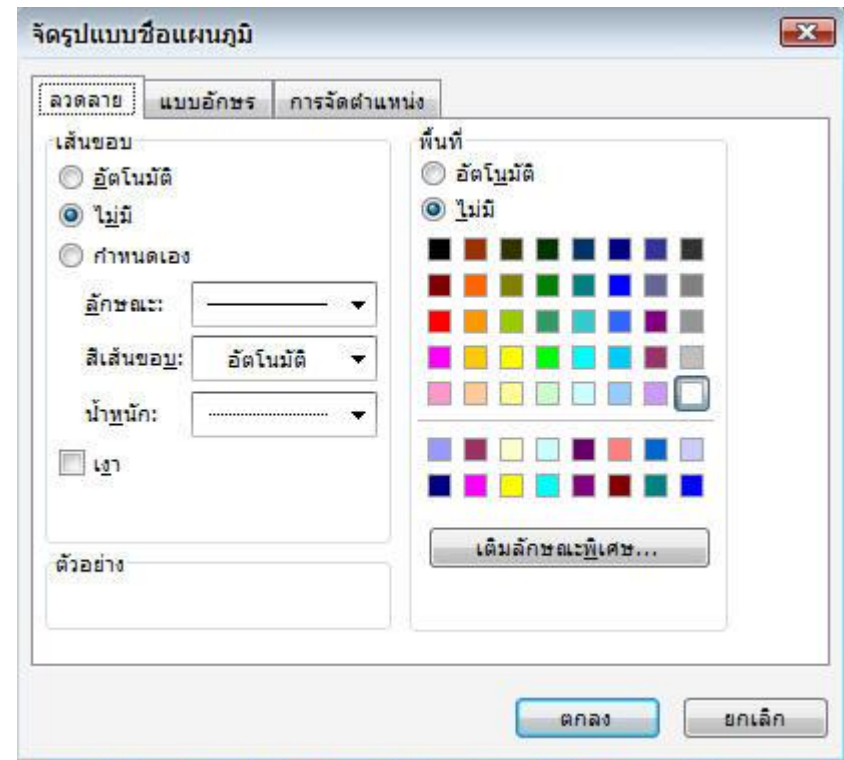 จัดรูปแบบชื่อแผนภูมิ
ลวดลาย แบบอักษร การจัดตำแหน่ง
เส้นขอบ
อัตโนมัติ
ไม่มี
กำหนดเอง
ลักษณะ:
สีเส้นขอบ: อัตโนมัติ
น้ำหนัก:
เงา
ตัวอย่าง
พื้นที่
อัตโนมัติ
ไม่มี
เติมลักษณะพิเศษ...
ตกลง ยกเลิก